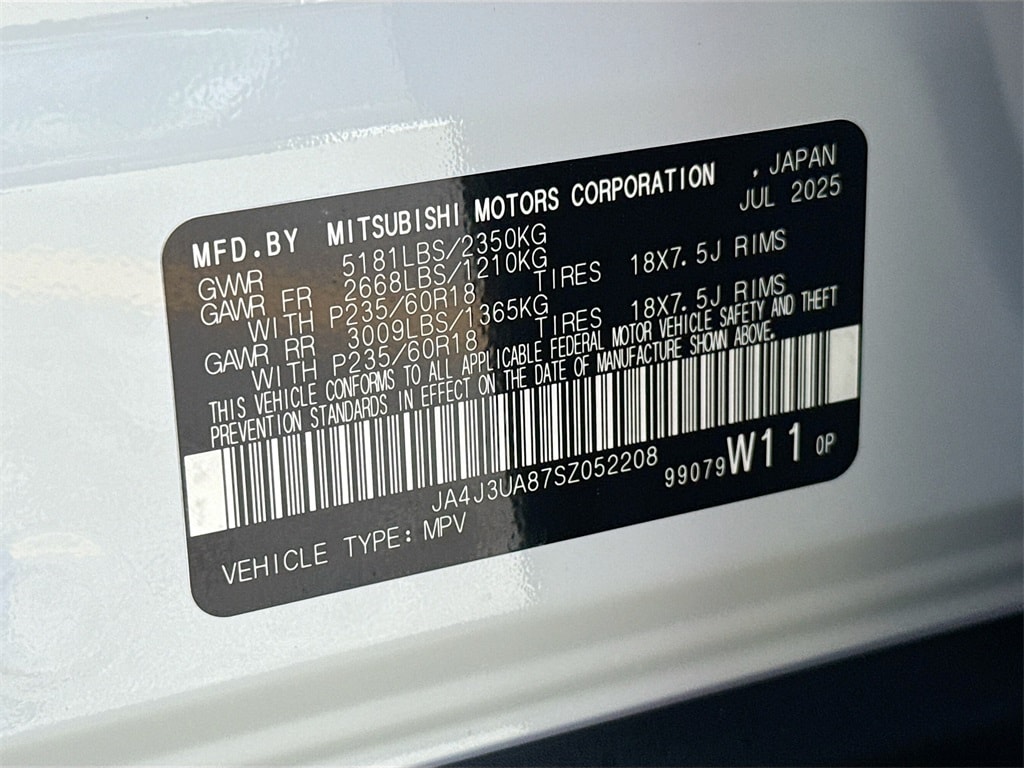 MFD.BY MITSUBISHI MOTORS CORPORATION , JAPAN
JUL 2025
GVWR 5181LBS/2350KG
GAWR FR 2668LBS/1210KG
WITH P235/60R18 TIRES 18X7.5J RIMS
GAWR RR 3009LBS/1365KG
WITH P235/60R18 TIRES 18X7.5J RIMS
THIS VEHICLE CONFORMS TO ALL APPLICABLE FEDERAL MOTOR VEHICLE SAFETY AND THEFT
PREVENTION STANDARDS IN EFFECT ON THE DATE OF MANUFACTURE SHOWN ABOVE.
JA4J3UA87SZ052208
99079 W11 0P
VEHICLE TYPE: MPV